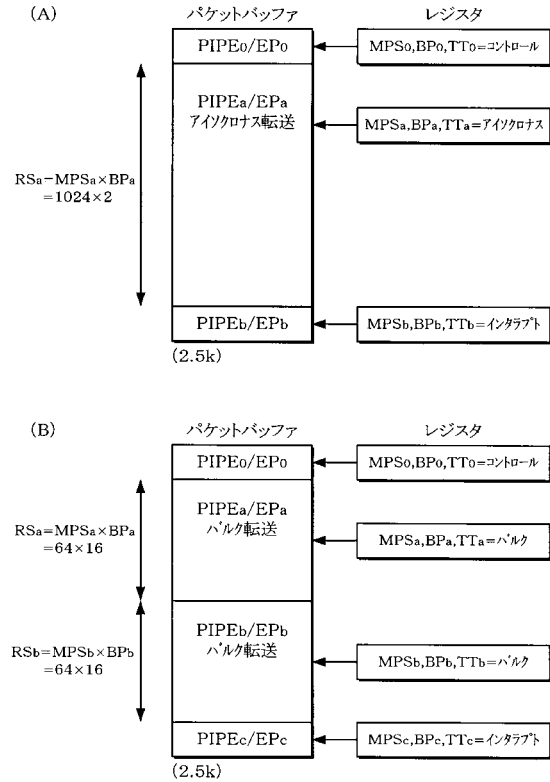 (A)
パケットバッファ
レジスタ
PIPE0/EP0
MPS0,BP0,TT0=コントロール
PIPEa/EPa
アイソクロナス転送
MPSa,BPa,TTa=アイソクロナス
RSa−MPSa×BPa
=1024×2
PIPEb/EPb
MPSb,BPb,TTb=インタラプト
(2.5k)
(B)
パケットバッファ
レジスタ
PIPE0/EP0
MPS0,BP0,TT0=コントロール
PIPEa/EPa
バルク転送
RSa=MPSa×BPa
=64×16
MPSa,BPa,TTa=バルク
PIPEb/EPb
バルク転送
RSb=MPSb×BPb
=64×16
MPSb,BPb,TTb=バルク
PIPEc/EPc
MPSc,BPc,TTc=インタラプト
(2.5k)